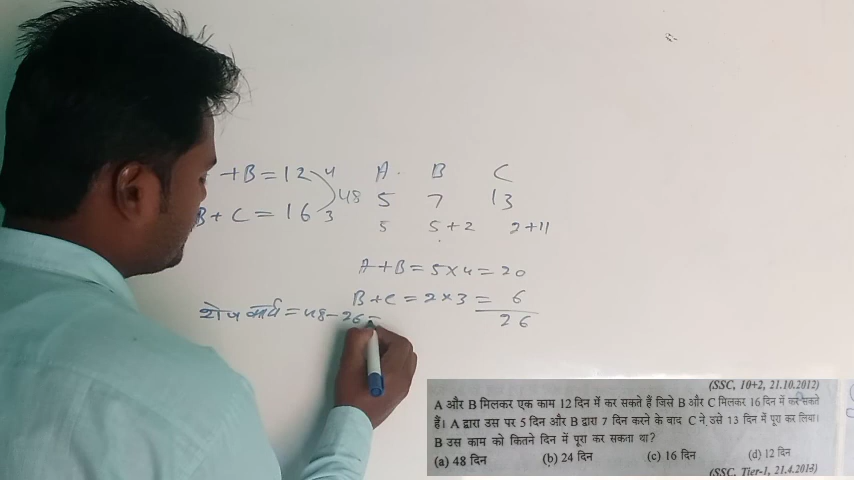 +B = 12 4 A. B C
48 5 7 13
B + C = 16 3 5 5+2 2+11
A+B = 5×4 = 20
B+C = 2×3 = 6
शेष कार्य = 48 - 26 = 26
(SSC, 10+2, 21.10.2012)
A और B मिलकर एक काम 12 दिन में कर सकते हैं जिसे B और C मिलकर 16 दिन में कर सकते
हैं। A द्वारा उस पर 5 दिन और B द्वारा 7 दिन करने के बाद C ने उसे 13 दिन में पूरा कर लिया।
B उस काम को कितने दिन में पूरा कर सकता था?
(a) 48 दिन (b) 24 दिन (c) 16 दिन (d) 12 दिन
(SSC, Tier-1, 21.4.2013)